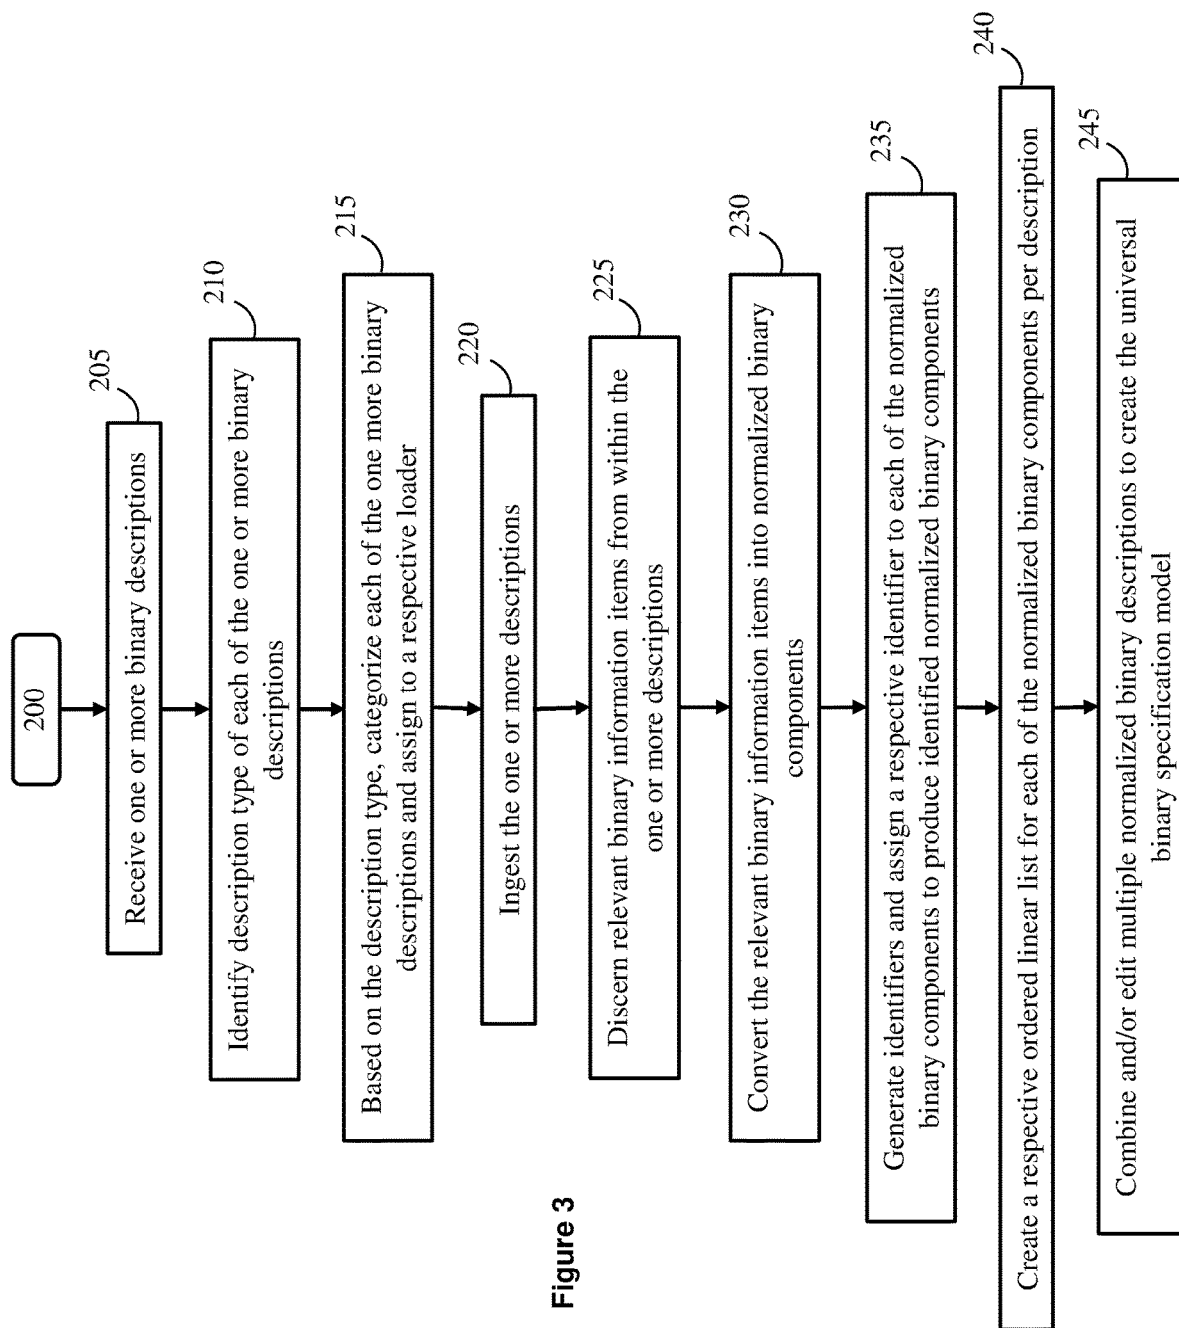 200
205
Receive one or more binary descriptions
210
Identify description type of each of the one or more binary
descriptions
215
Based on the description type, categorize each of the one more binary
descriptions and assign to a respective loader
220
Ingest the one or more descriptions
225
Discern relevant binary information items from within the
one or more descriptions
230
Convert the relevant binary information items into normalized binary
components
235
Generate identifiers and assign a respective identifier to each of the normalized
binary components to produce identified normalized binary components
240
Create a respective ordered linear list for each of the normalized binary components per description
245
Combine and/or edit multiple normalized binary descriptions to create the universal
binary specification model
Figure 3